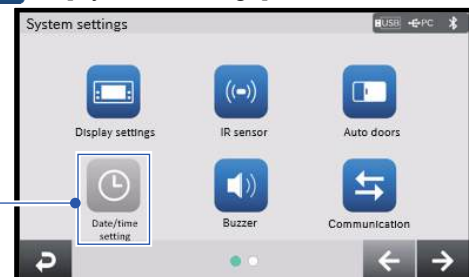 System settings
USB
PC
Display settings
IR sensor
Auto doors
Date/time
setting
Buzzer
Communication